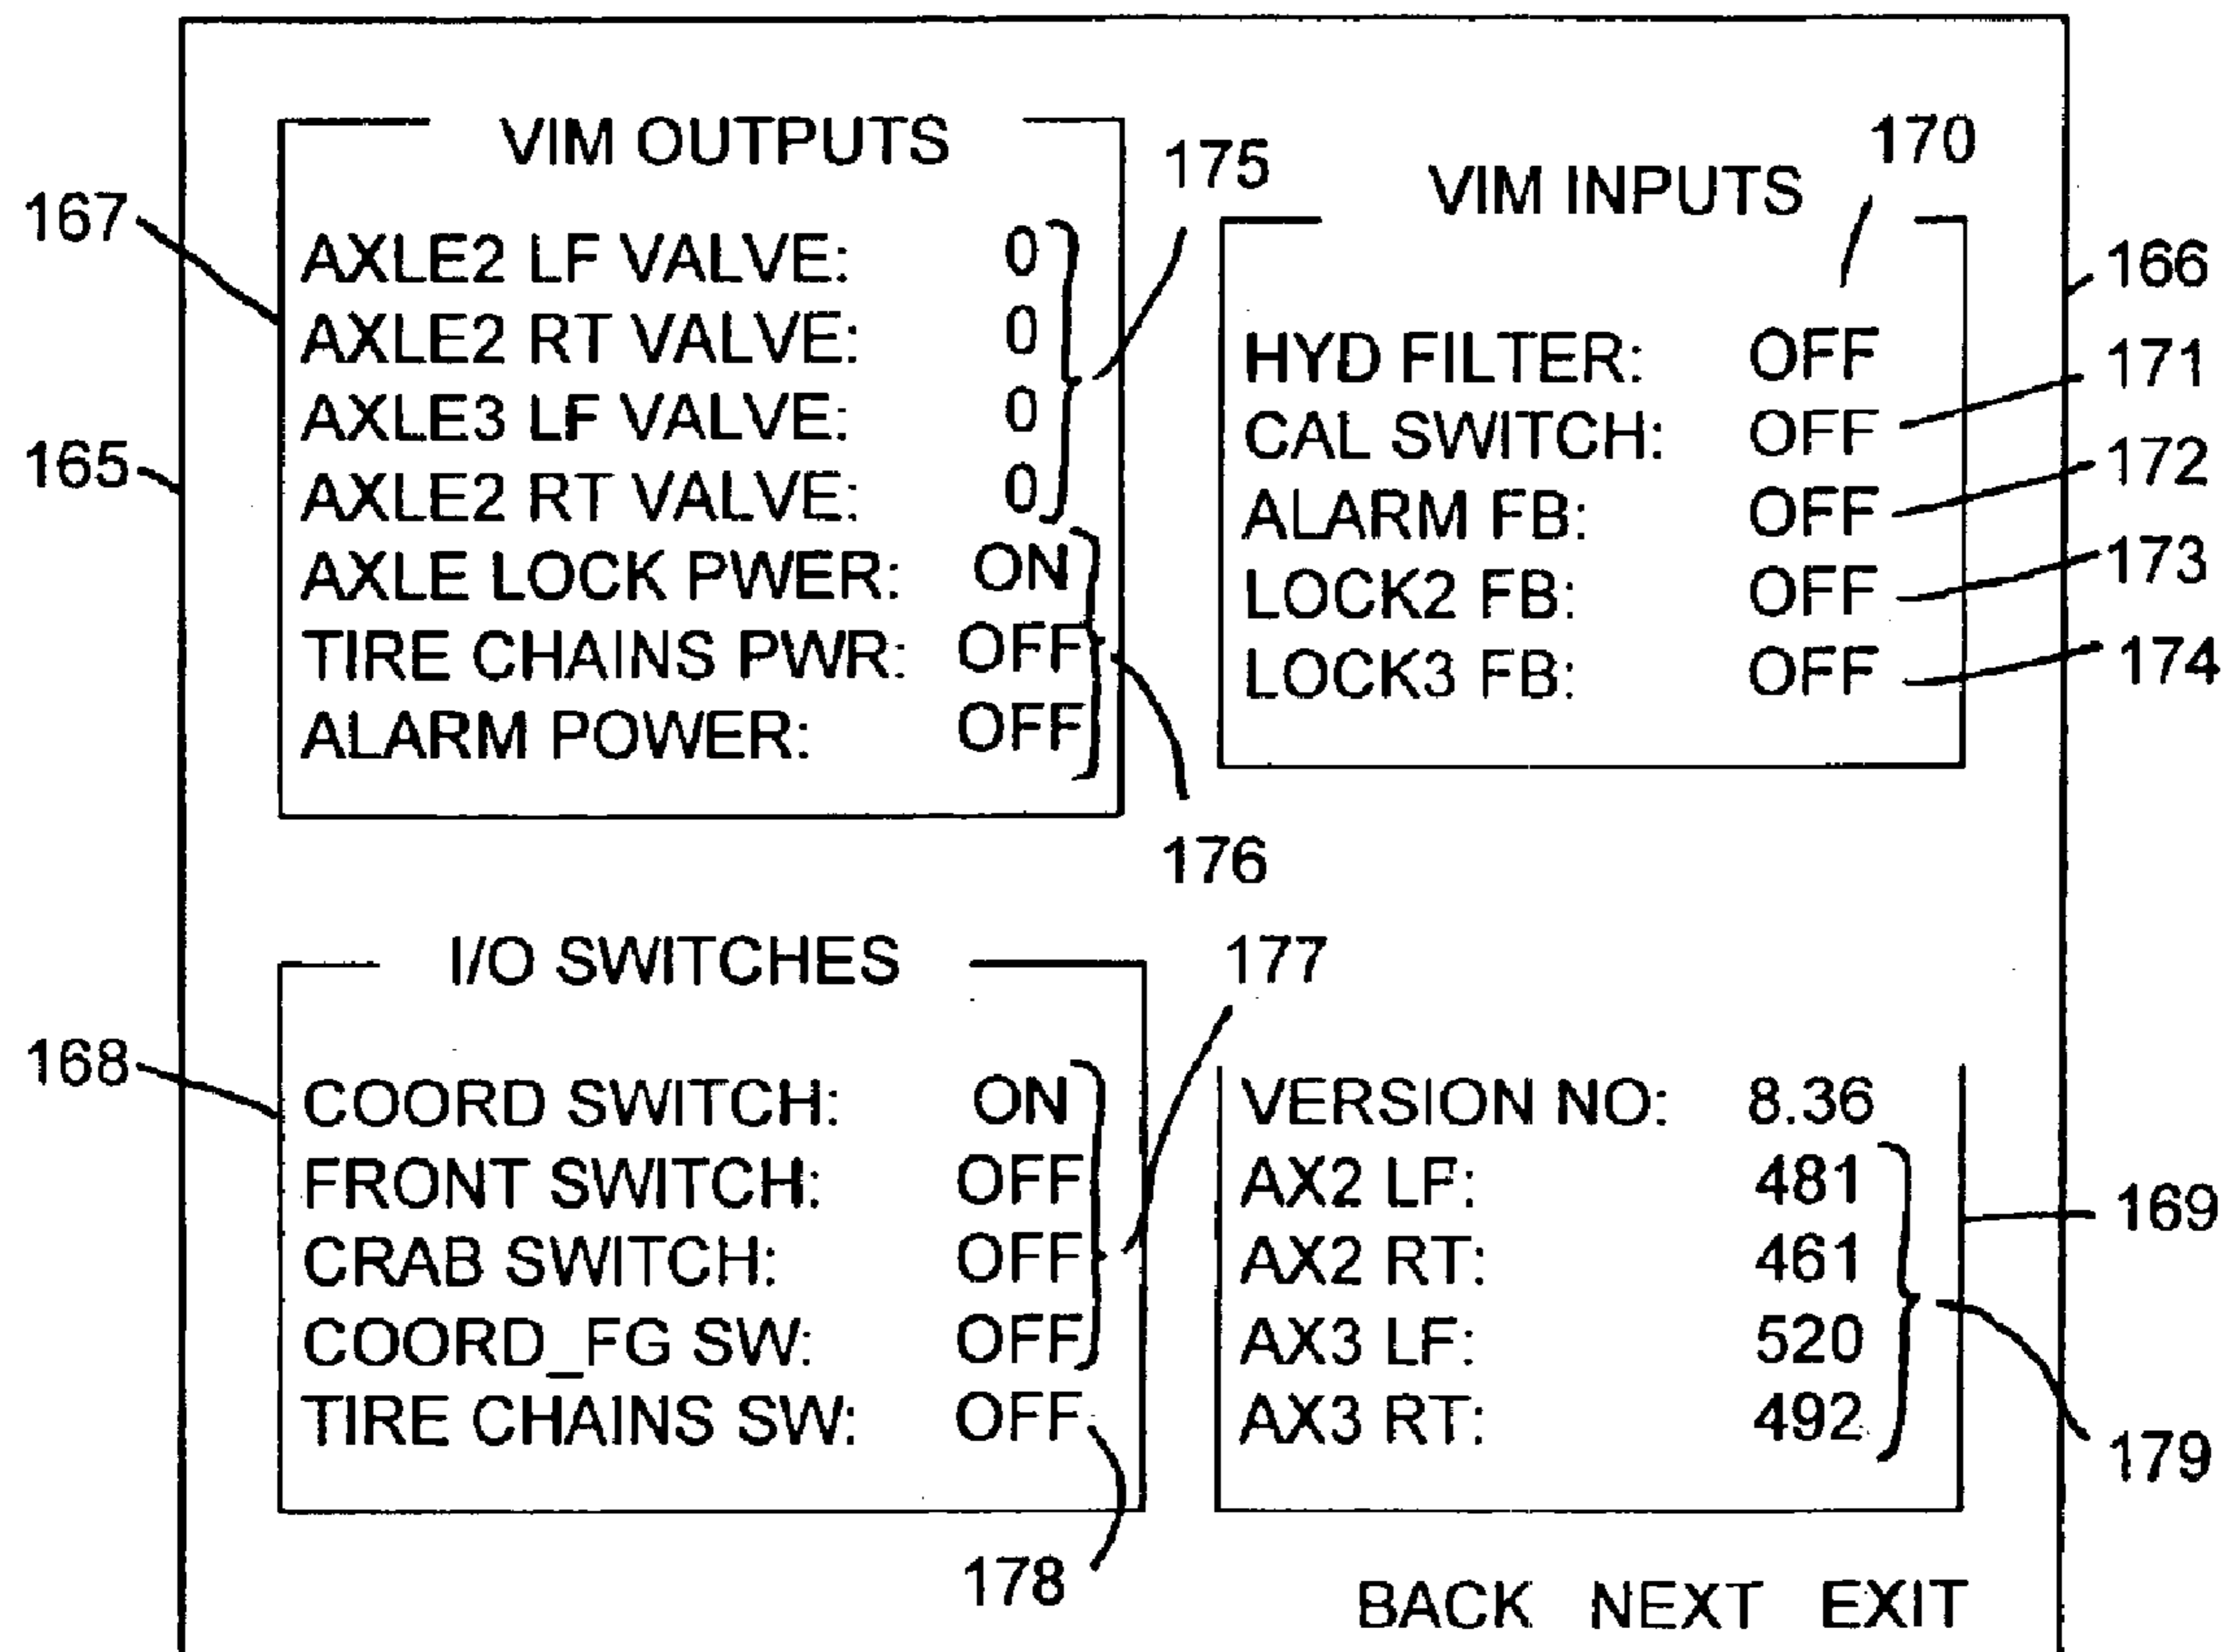 VIM OUTPUTS
AXLE2 LF VALVE: 0
AXLE2 RT VALVE: 0
AXLE3 LF VALVE: 0
AXLE2 RT VALVE: 0
AXLE LOCK PWER: ON
TIRE CHAINS PWR: OFF
ALARM POWER: OFF
167
165
175
176
VIM INPUTS
170
HYD FILTER: OFF
CAL SWITCH: OFF
ALARM FB: OFF
LOCK2 FB: OFF
LOCK3 FB: OFF
166
171
172
173
174
I/O SWITCHES
177
168
COORD SWITCH: ON
FRONT SWITCH: OFF
CRAB SWITCH: OFF
COORD_FG SW: OFF
TIRE CHAINS SW: OFF
178
VERSION NO: 8.36
AX2 LF: 481
AX2 RT: 461
AX3 LF: 520
AX3 RT: 492
169
179
BACK NEXT EXIT